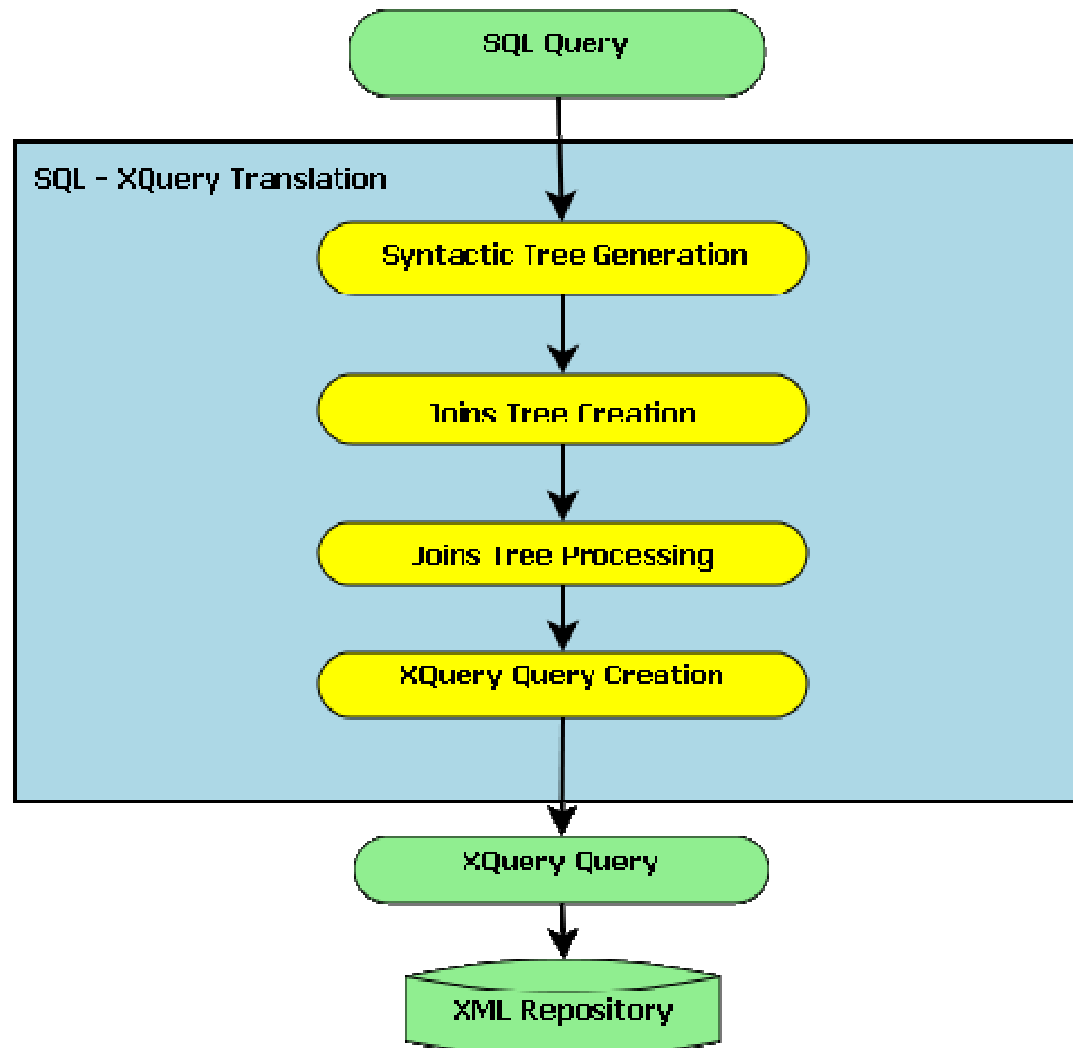 SQL Query
SQL - XQuery Translation
Syntactic Tree Generation
Joins Tree Creation
Joins Tree Processing
XQuery Query Creation
XQuery Query
XML Repository